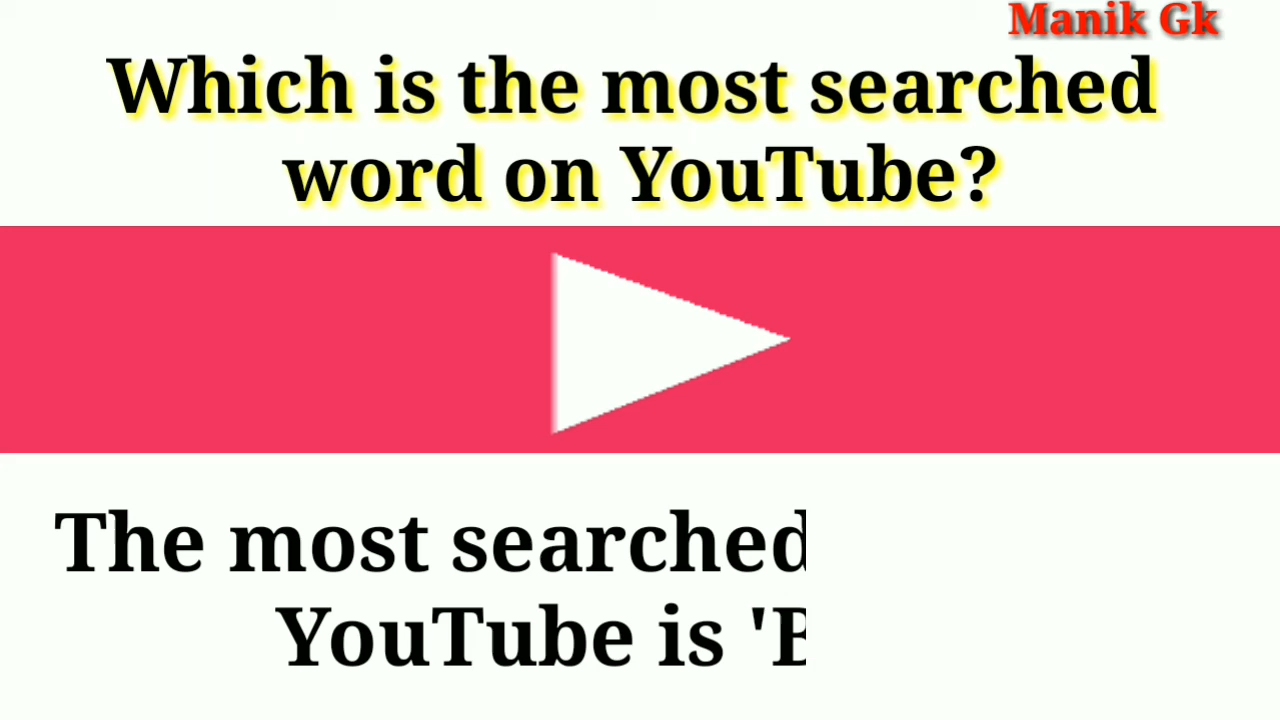 Manik Gk
Which is the most searched
word on YouTube?
The most searched
YouTube is '